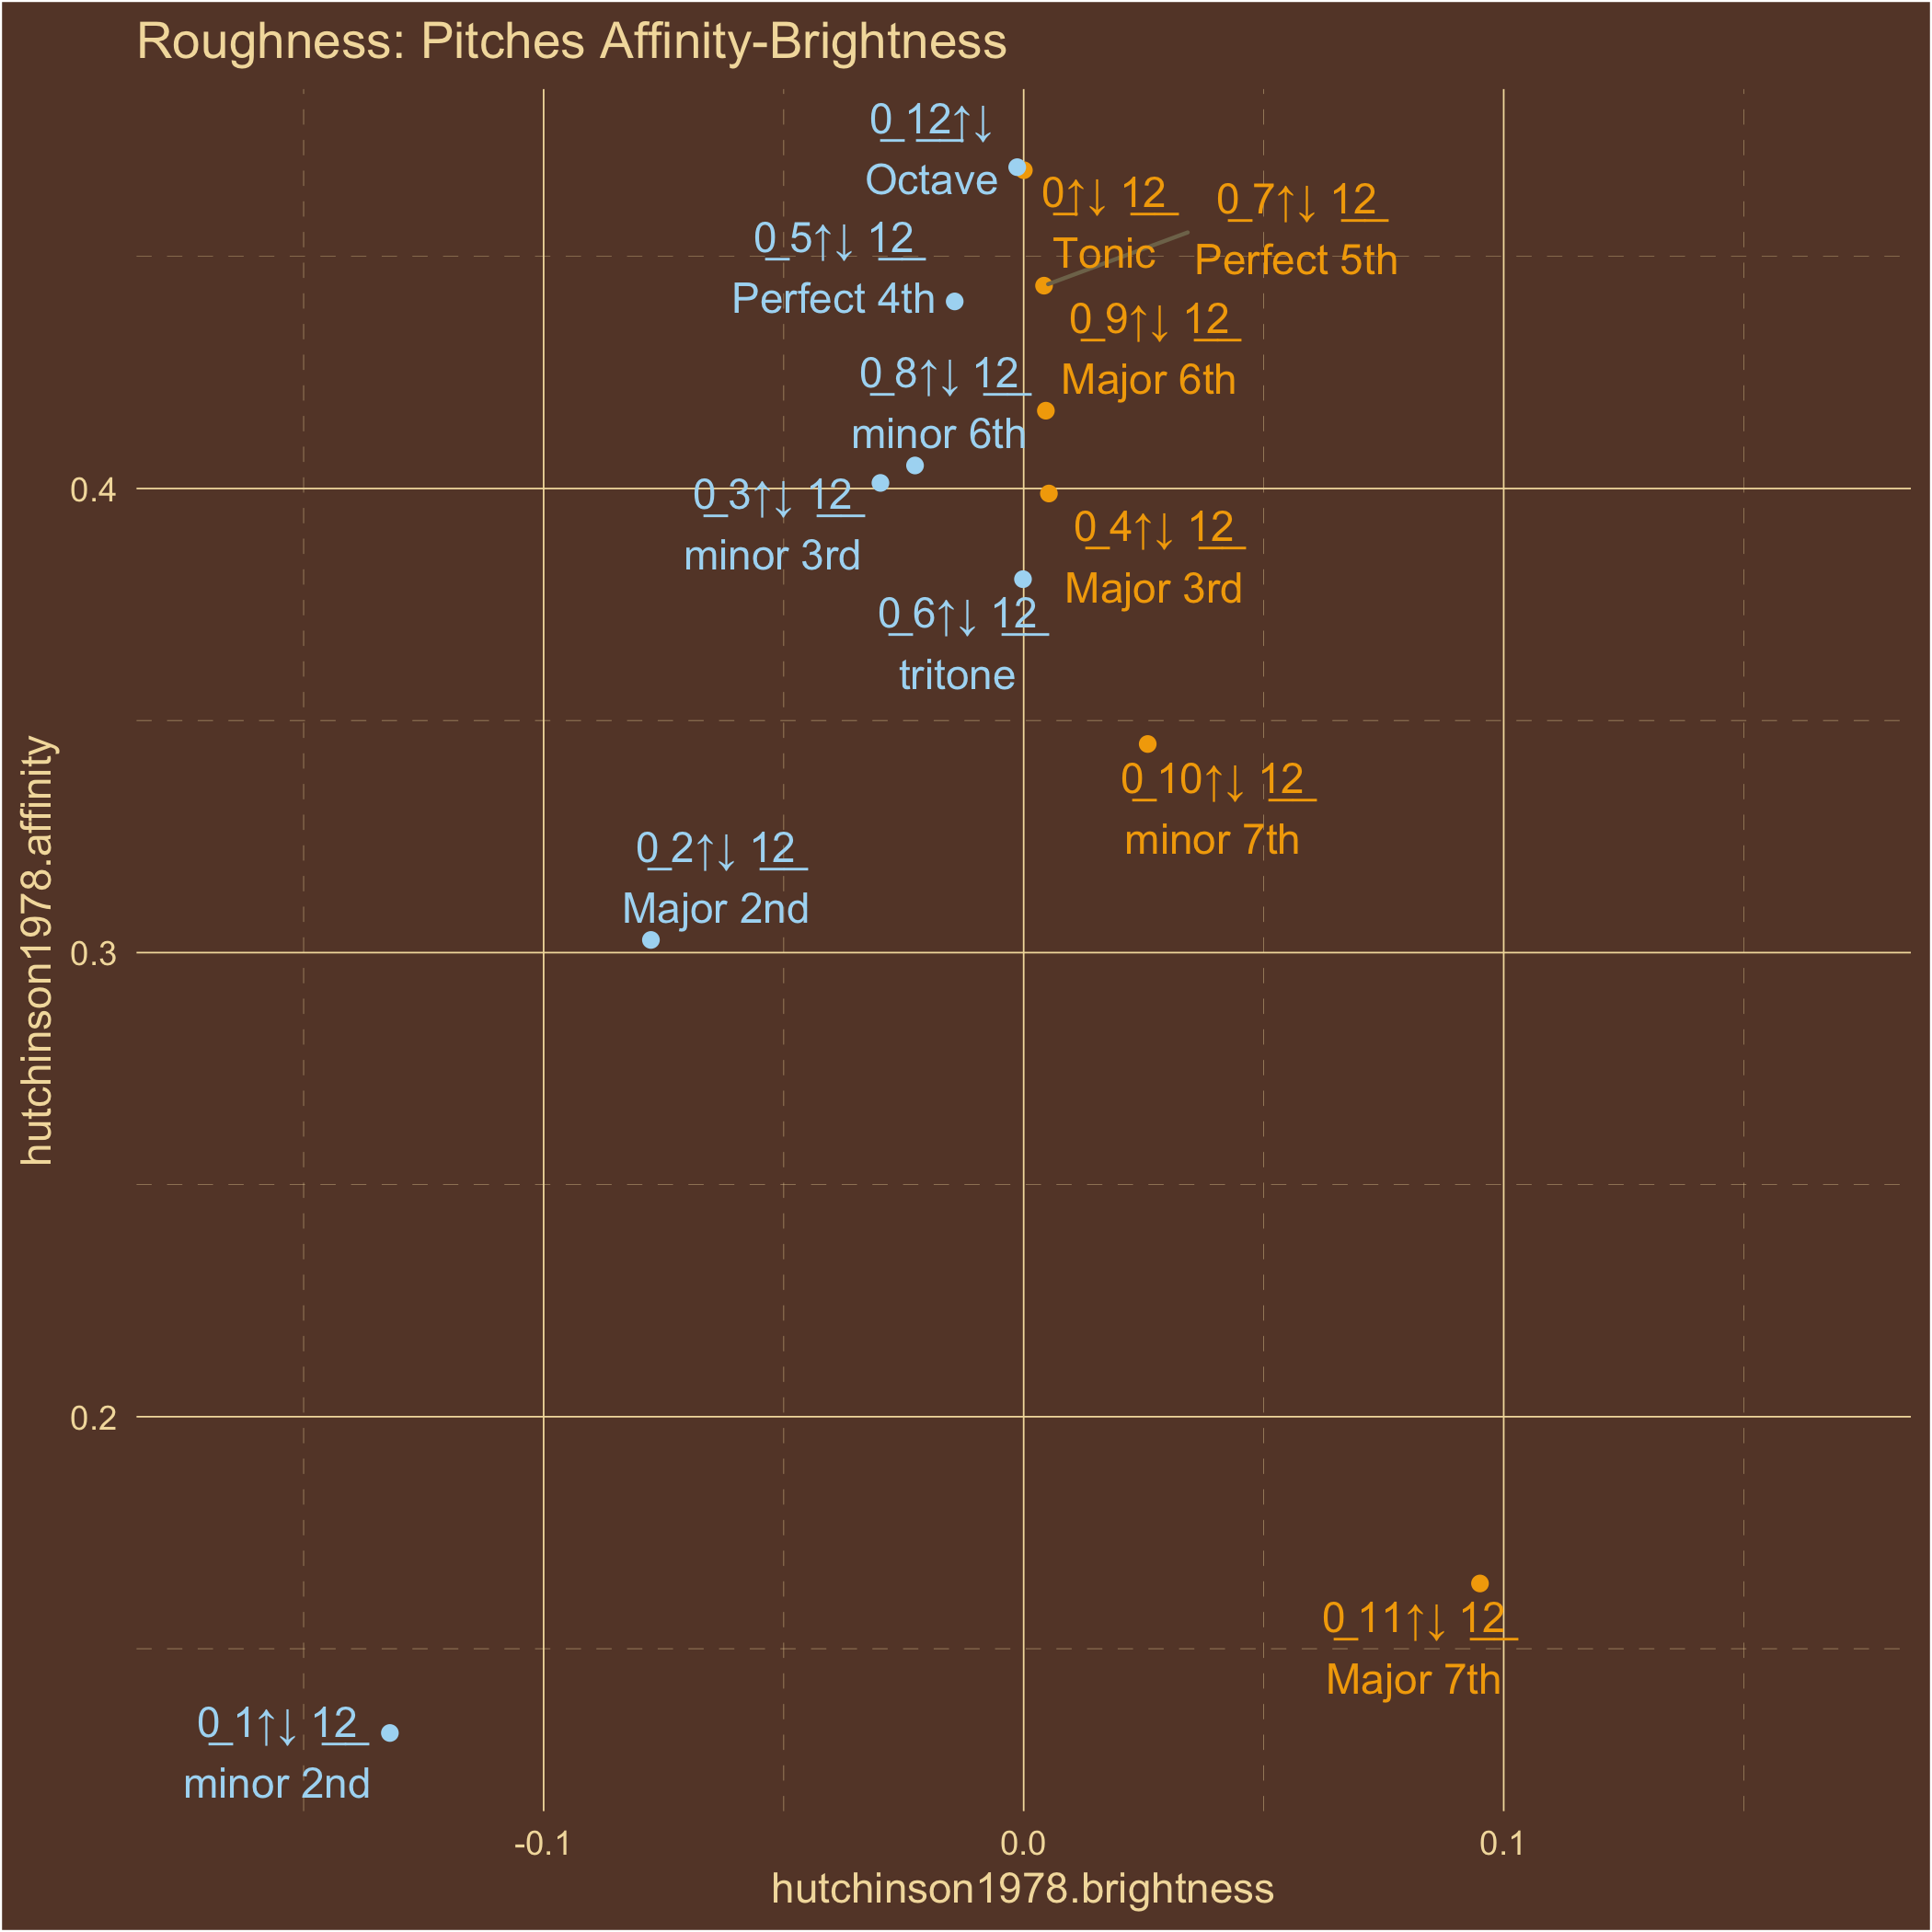 Roughness: Pitches Affinity-Brightness
0 12↑↓
Octave
0↑↓ 12
Tonic
0 7↑↓ 12
Perfect 5th
0 5↑↓ 12
Perfect 4th
0 9↑↓ 12
Major 6th
0 8↑↓ 12
minor 6th
0 3↑↓ 12
minor 3rd
0 4↑↓ 12
Major 3rd
0 6↑↓ 12
tritone
0 10↑↓ 12
minor 7th
0 2↑↓ 12
Major 2nd
0 11↑↓ 12
Major 7th
0 1↑↓ 12
minor 2nd
0.4
0.3
0.2
hutchinson1978.affinity
-0.1
0.0
0.1
hutchinson1978.brightness